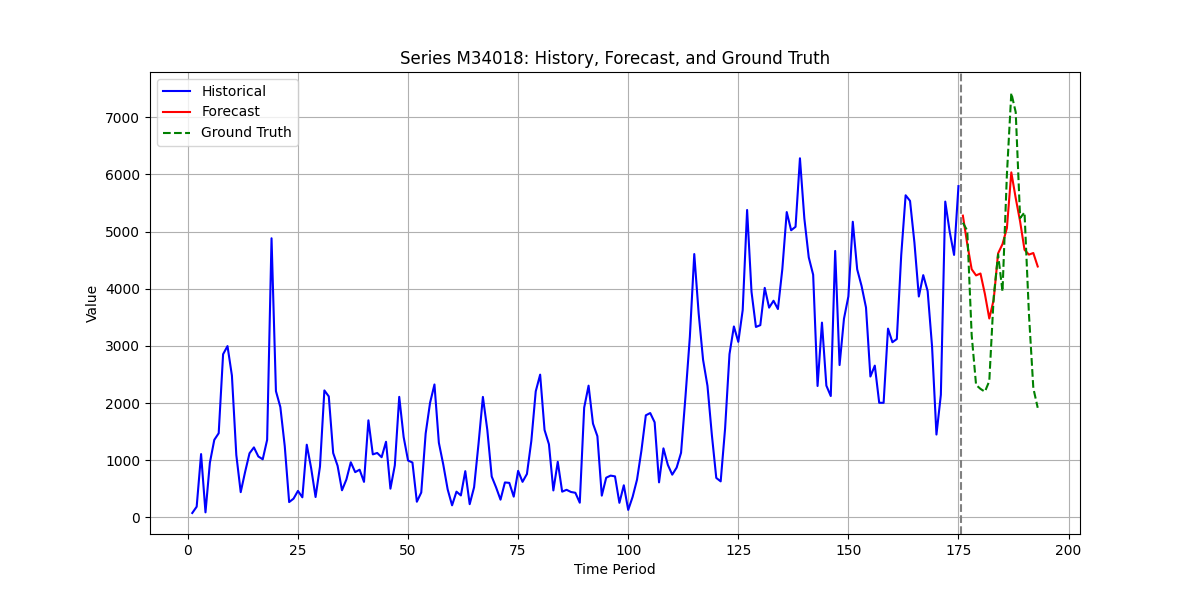 Series M34018: History, Forecast, and Ground Truth
Historical
Forecast
Ground Truth
7000
6000
5000
4000
3000
2000
1000
0
Value
0 25 50 75 100 125 150 175 200
Time Period